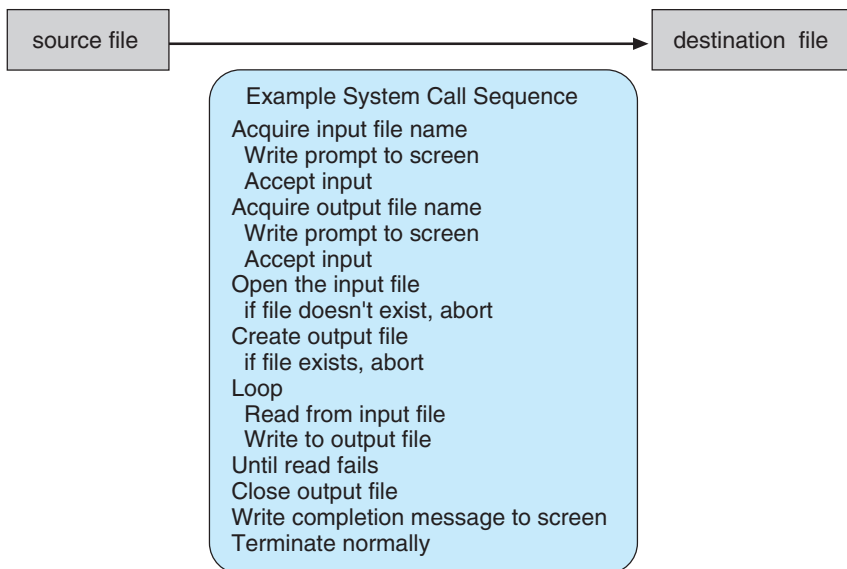 source file
destination file
Example System Call Sequence
Acquire input file name
Write prompt to screen
Accept input
Acquire output file name
Write prompt to screen
Accept input
Open the input file
if file doesn't exist, abort
Create output file
if file exists, abort
Loop
Read from input file
Write to output file
Until read fails
Close output file
Write completion message to screen
Terminate normally